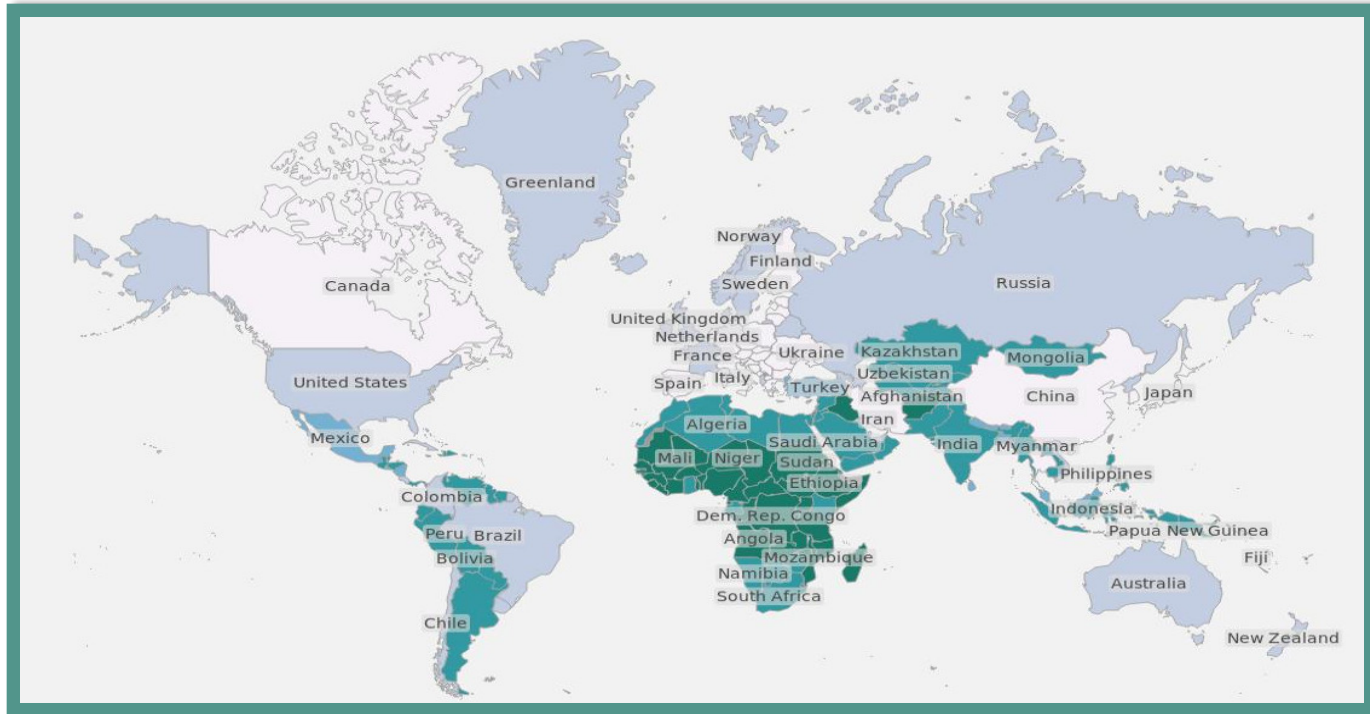 Greenland
Norway
Finland
Canada
Sweden
Russia
United Kingdom
Netherlands
France
Ukraine
Kazakhstan
Mongolia
United States
Spain
Italy
Turkey
Uzbekistan
Afghanistan
China
Japan
Iran
Mexico
Algeria
Saudi Arabia
India
Myanmar
Mali
Niger
Sudan
Philippines
Ethiopia
Colombia
Dem. Rep. Congo
Indonesia
Peru
Brazil
Angola
Papua New Guinea
Bolivia
Mozambique
Fiji
Namibia
Australia
South Africa
Chile
New Zealand